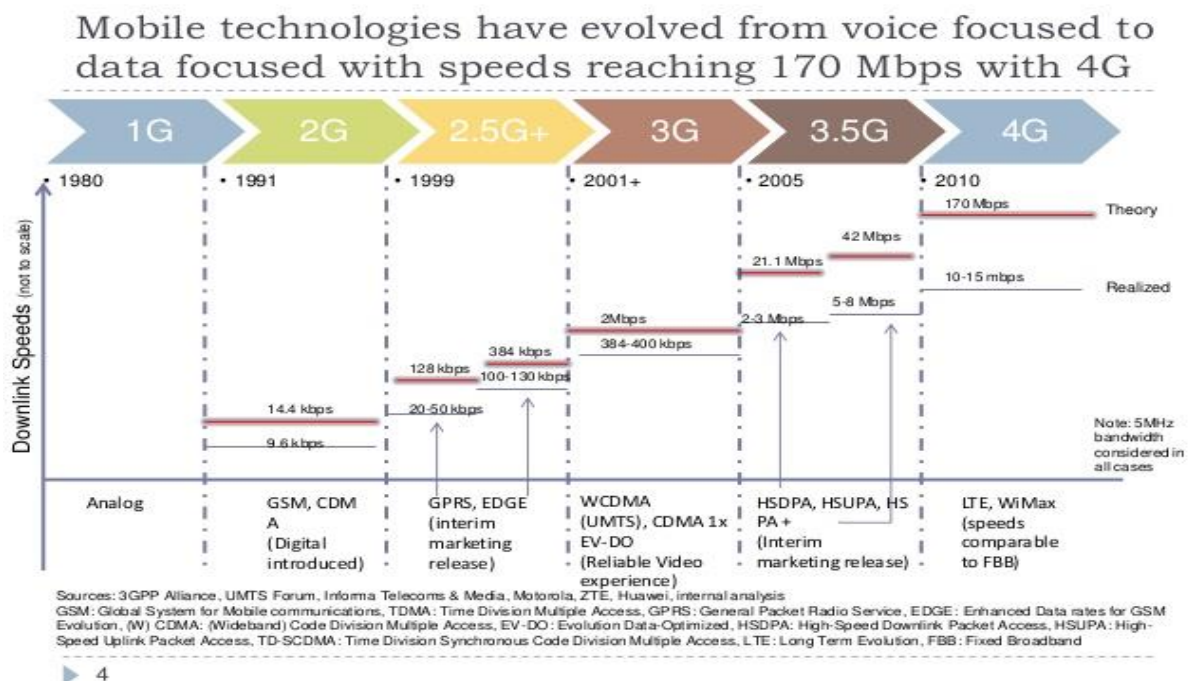 Mobile technologies have evolved from voice focused to
data focused with speeds reaching 170 Mbps with 4G
1G
2G
2.5G+
3G
3.5G
4G
• 1980
• 1991
• 1999
• 2001+
• 2005
• 2010
Downlink Speeds (not to scale)
170 Mbps
Theory
42 Mbps
21.1 Mbps
10-15 mbps
Realized
5-8 Mbps
2-3 Mbps
2Mbps
384-400 kbps
384 kbps
128 kbps
100-130 kbps
20-50 kbps
14.4 kbps
9.6 kbps
Note: 5MHz
bandwidth
considered in
all cases
Analog
GSM, CDM
A
(Digital
introduced)
GPRS, EDGE
(interim
marketing
release)
WCDMA
(UMTS), CDMA 1x
EV-DO
(Reliable Video
experience)
HSDPA, HSUPA, HS
PA+
(Interim
marketing release)
LTE, WiMax
(speeds
comparable
to FBB)
Sources: 3GPP Alliance, UMTS Forum, Informa Telecoms & Media, Motorola, ZTE, Huawei, internal analysis
GSM: Global System for Mobile communications, TDMA: Time Division Multiple Access, GPRS: General Packet Radio Service, EDGE: Enhanced Data rates for GSM
Evolution, (W) CDMA: (Wideband) Code Division Multiple Access, EV-DO: Evolution Data-Optimized, HSDPA: High-Speed Downlink Packet Access, HSUPA: High-
Speed Uplink Packet Access, TD-SCDMA: Time Division Synchronous Code Division Multiple Access, LTE: Long Term Evolution, FBB: Fixed Broadband
4